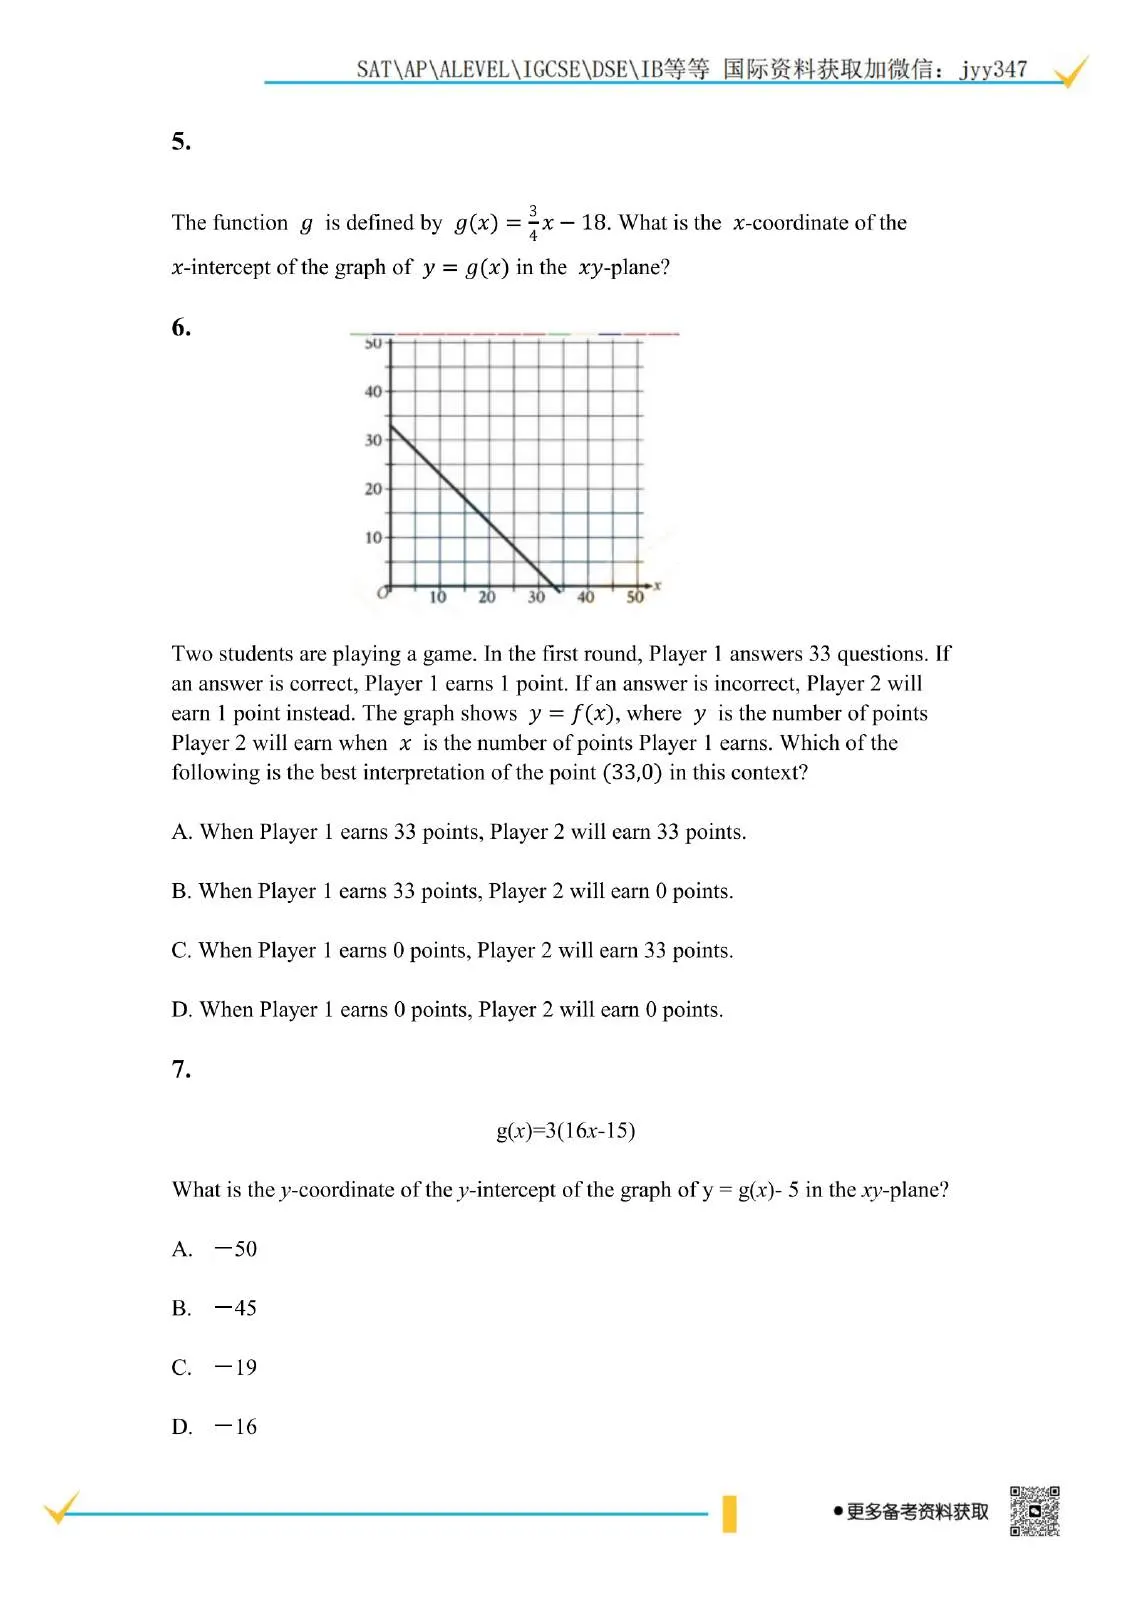 SAT\AP\ALEVEL\IGCSE\DSE\IB等等 国际资料获取加微信：jyy347
5.
The function g is defined by g(x) = 3/4 x − 18. What is the x-coordinate of the
x-intercept of the graph of y = g(x) in the xy-plane?
6.
50
40
30
20
10
O
10 20 30 40 50
x
Two students are playing a game. In the first round, Player 1 answers 33 questions. If
an answer is correct, Player 1 earns 1 point. If an answer is incorrect, Player 2 will
earn 1 point instead. The graph shows y = f(x), where y is the number of points
Player 2 will earn when x is the number of points Player 1 earns. Which of the
following is the best interpretation of the point (33,0) in this context?
A. When Player 1 earns 33 points, Player 2 will earn 33 points.
B. When Player 1 earns 33 points, Player 2 will earn 0 points.
C. When Player 1 earns 0 points, Player 2 will earn 33 points.
D. When Player 1 earns 0 points, Player 2 will earn 0 points.
7.
g(x)=3(16x-15)
What is the y-coordinate of the y-intercept of the graph of y = g(x)- 5 in the xy-plane?
A. －50
B. －45
C. －19
D. －16
●更多备考资料获取